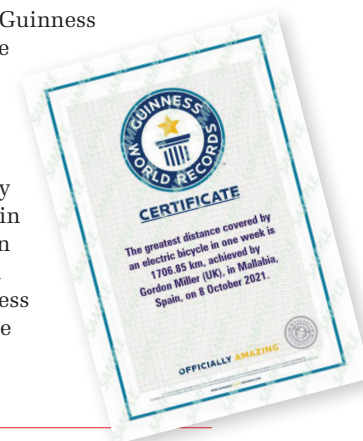 Guinness
e
y
in
n
ess
e
GUINNESS
WORLD RECORDS
CERTIFICATE
The greatest distance covered by
an electric bicycle in one week is
1706.85 km, achieved by
Gordon Miller (UK), in Mallabia,
Spain, on 8 October 2021.
OFFICIALLY AMAZING
SAMPLE